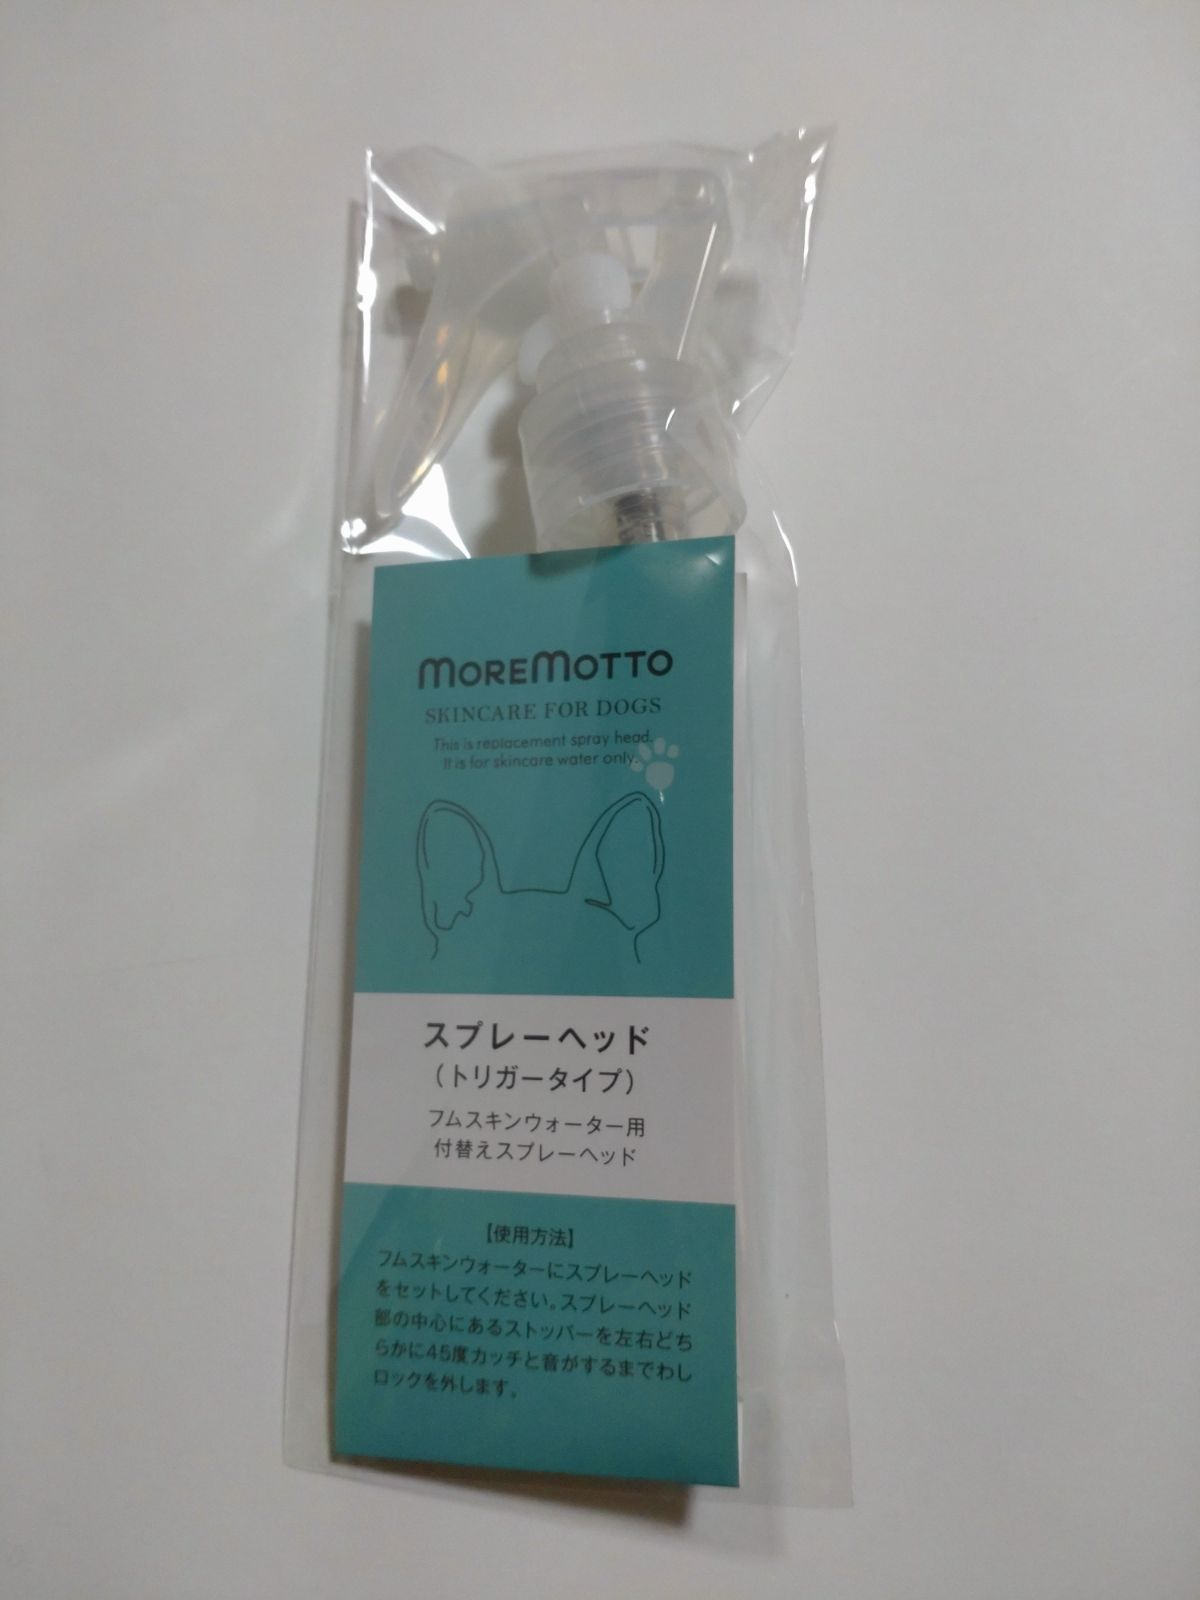 MOREMOTTO
SKINCARE FOR DOGS
This is replacement spray head.
It is for skincare water only.
スプレーヘッド
（トリガータイプ）
フムスキンウォーター用
付替えスプレーヘッド
【使用方法】
フムスキンウォーターにスプレーヘッド
をセットしてください。スプレーヘッド
部の中心にあるストッパーを左右どち
らかに45度カッチと音がするまでわし
ロックを外します。